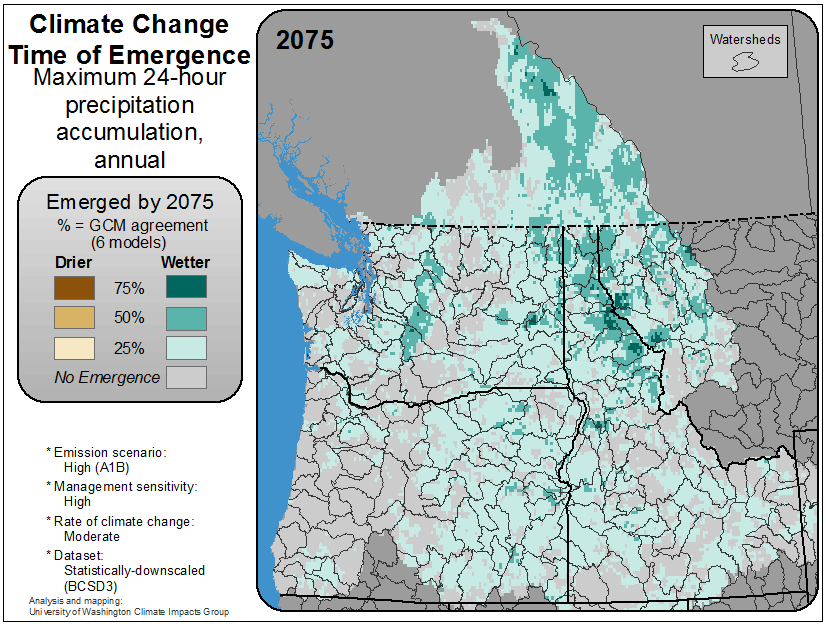 Climate Change
Time of Emergence
Maximum 24-hour
precipitation
accumulation,
annual
Emerged by 2075
% = GCM agreement
(6 models)
Drier Wetter
75%
50%
25%
No Emergence
* Emission scenario:
High (A1B)
* Management sensitivity:
High
* Rate of climate change:
Moderate
* Dataset:
Statistically-downscaled
(BCSD3)
Analysis and mapping:
University of Washington Climate Impacts Group
2075
Watersheds